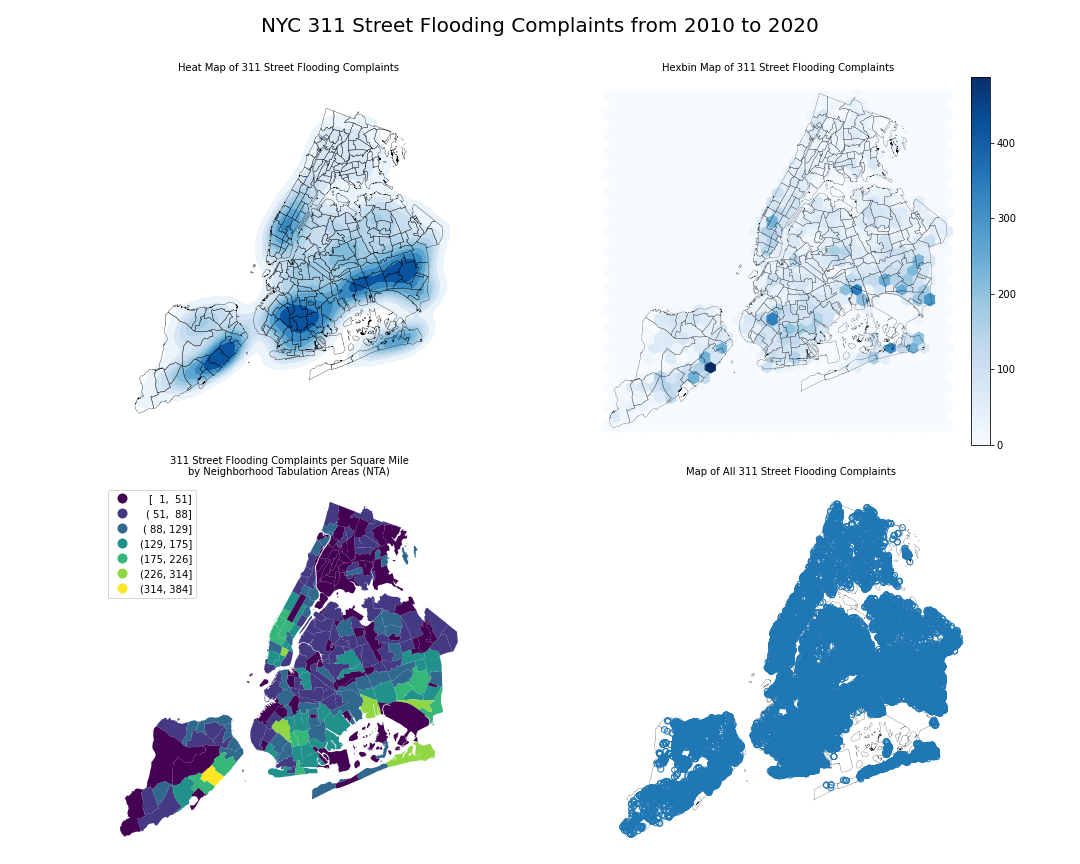 NYC 311 Street Flooding Complaints from 2010 to 2020
Heat Map of 311 Street Flooding Complaints
Hexbin Map of 311 Street Flooding Complaints
400
300
200
100
0
311 Street Flooding Complaints per Square Mile
by Neighborhood Tabulation Areas (NTA)
[  1,  51]
( 51,  88]
( 88, 129]
(129, 175]
(175, 226]
(226, 314]
(314, 384]
Map of All 311 Street Flooding Complaints